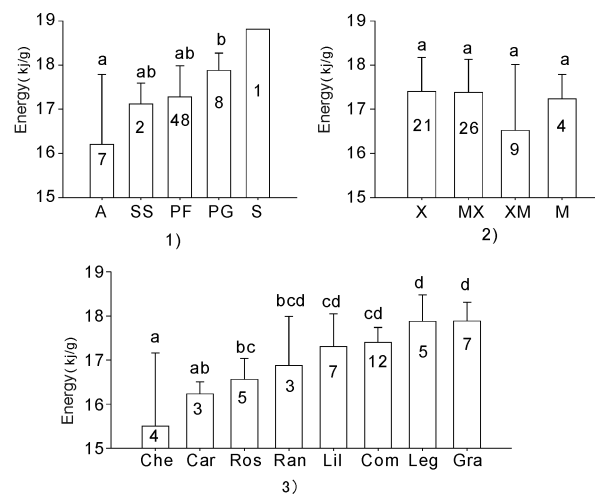 19
18
17
16
15
Energy( kj/g)
a
ab
ab
b
7
2
48
8
1
A SS PF PG S
1)
19
18
17
16
15
Energy( kj/g)
a a a a
21
26
9
4
X MX XM M
2)
19
18
17
16
15
Energy( kj/g)
a
ab
bc
bcd
cd
cd
d
d
4
3
5
3
7
12
5
7
Che Car Ros Ran Lil Com Leg Gra
3)